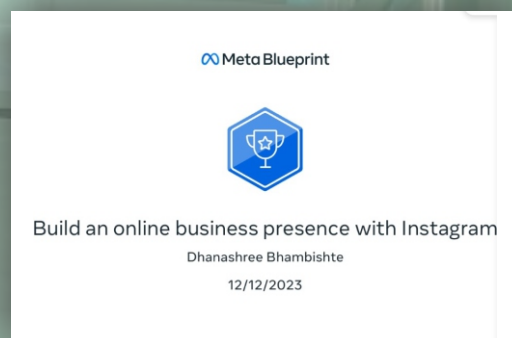 Meta Blueprint
Build an online business presence with Instagram
Dhanashree Bhambishte
12/12/2023